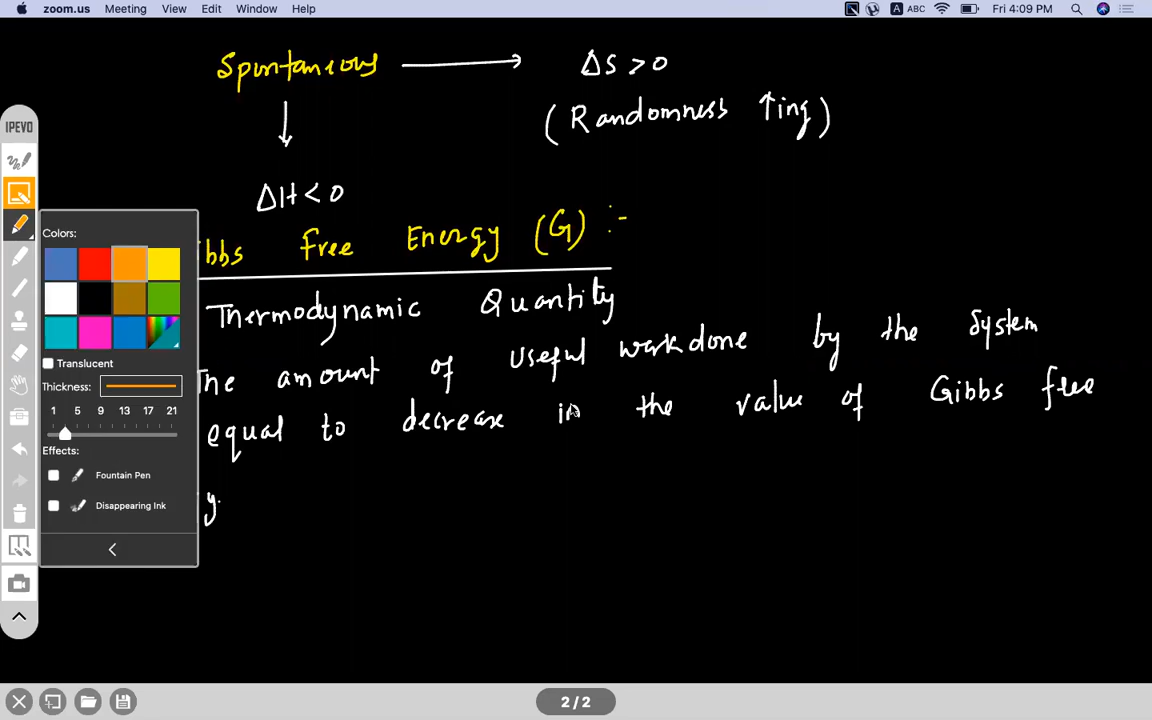 zoom.us Meeting View Edit Window Help
ABC Fri 4:09 PM
Spontaneous ⟶ ΔS > 0
(Randomness ↑ing)
ΔH < 0
IPEVO
bbs free Energy (G) :-
Thermodynamic Quantity
The amount of useful workdone by the System
equal to decrease in the value of Gibbs free
y.
Colors:
Translucent
Thickness:
1 5 9 13 17 21
Effects:
Fountain Pen
Disappearing Ink
2/2